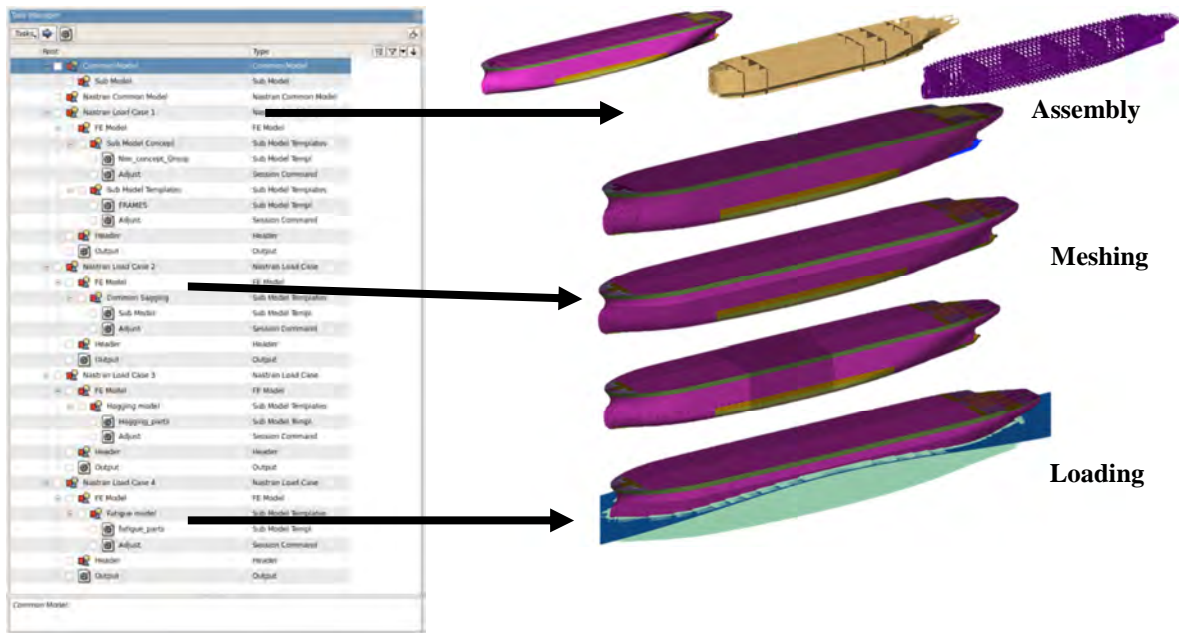 Task Manager
Tasks
Next Type
Common Model Common Model
Sub Model Sub Model
Nastran Common Model Nastran Common Model
Nastran Load Case 1
FE Model FE Model
Sub Model Concept Sub Model Templates
Sub Model Templ
Adjust Session Command
Sub Model Templates Sub Model Templates
FRAMES Sub Model Templ
Adjust Session Command
Header Header
Output Output
Nastran Load Case 2 Nastran Load Case
FE Model FE Model
Common Sagging Sub Model Templates
Sub Model Sub Model Templ
Adjust Session Command
Header Header
Output Output
Nastran Load Case 3 Nastran Load Case
FE Model FE Model
Hogging model Sub Model Templates
Hogging_parts Sub Model Templ
Adjust Session Command
Header Header
Output Output
Nastran Load Case 4 Nastran Load Case
FE Model FE Model
Fatigue model Sub Model Templates
fatigue_parts Sub Model Templ
Adjust Session Command
Header Header
Output Output
Common Model
Assembly
Meshing
Loading